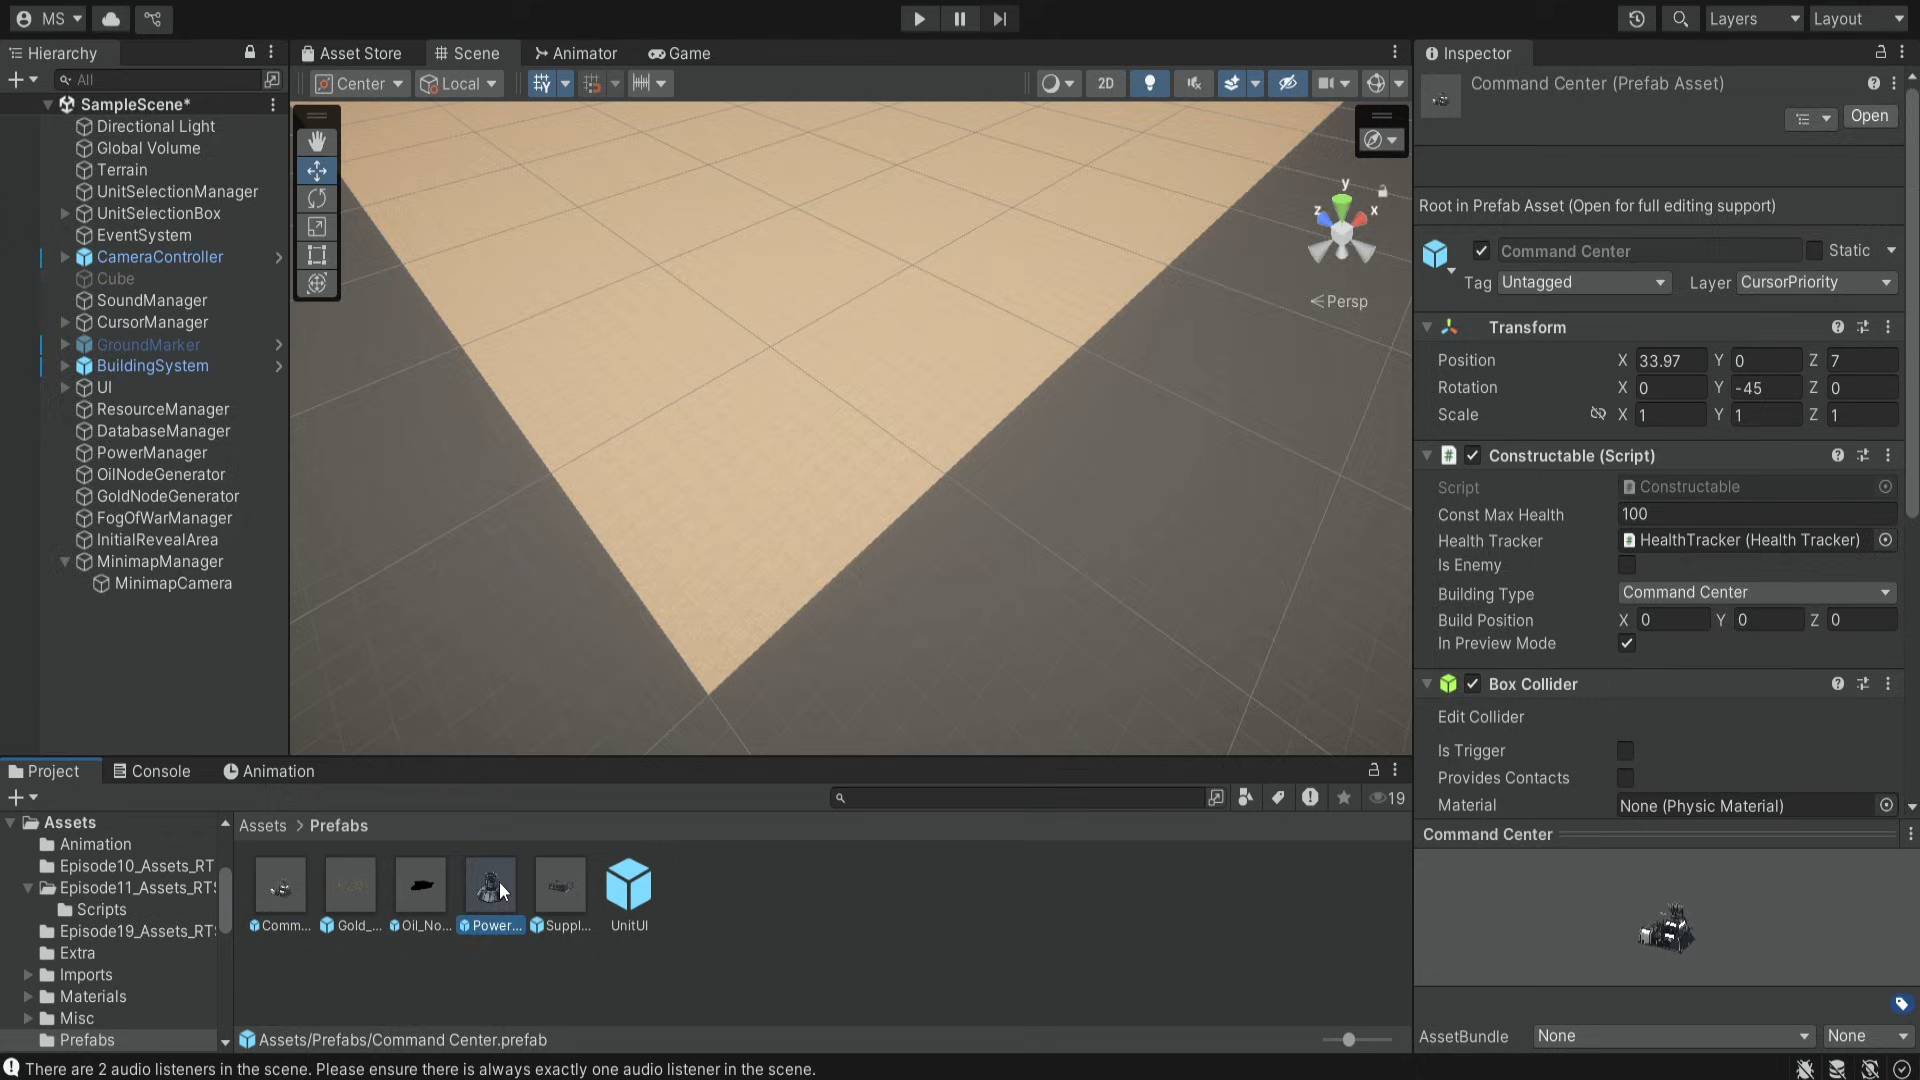 MS
Layers
Layout
Hierarchy
Asset Store
Scene
Animator
Game
Inspector
All
Center
Local
2D
Command Center (Prefab Asset)
Open
SampleScene*
Directional Light
Global Volume
Terrain
UnitSelectionManager
UnitSelectionBox
EventSystem
CameraController
Cube
SoundManager
CursorManager
GroundMarker
BuildingSystem
UI
ResourceManager
DatabaseManager
PowerManager
OilNodeGenerator
GoldNodeGenerator
FogOfWarManager
InitialRevealArea
MinimapManager
MinimapCamera
y
z
x
Persp
Root in Prefab Asset (Open for full editing support)
Command Center
Static
Tag Untagged
Layer CursorPriority
Transform
Position X 33.97 Y 0 Z 7
Rotation X 0 Y -45 Z 0
Scale X 1 Y 1 Z 1
# Constructable (Script)
Script Constructable
Const Max Health 100
Health Tracker # HealthTracker (Health Tracker)
Is Enemy
Building Type Command Center
Build Position X 0 Y 0 Z 0
In Preview Mode
Box Collider
Edit Collider
Is Trigger
Provides Contacts
Material None (Physic Material)
Command Center
AssetBundle None None
Project
Console
Animation
19
Assets
Animation
Episode10_Assets_RT
Episode11_Assets_RTS
Scripts
Episode19_Assets_RTS
Extra
Imports
Materials
Misc
Prefabs
Assets > Prefabs
Comm...
Gold_...
Oil_No...
Power...
Suppl...
UnitUI
Assets/Prefabs/Command Center.prefab
There are 2 audio listeners in the scene. Please ensure there is always exactly one audio listener in the scene.